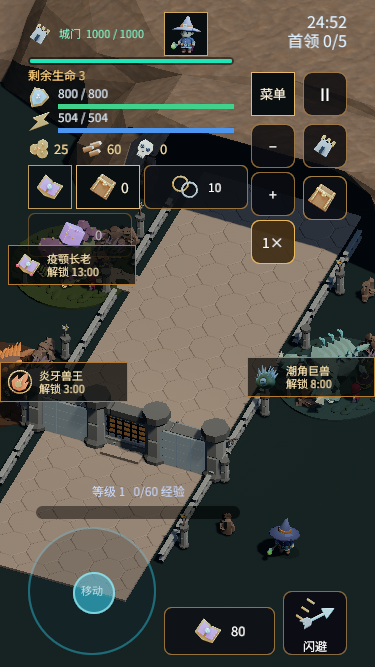 城门 1000 / 1000
24:52
首领 0/5
剩余生命 3
800 / 800
504 / 504
菜单
25
60
0
0
10
－
+
1×
0
疫颚长老
解锁 13:00
炎牙兽王
解锁 3:00
潮角巨兽
解锁 8:00
等级 1 0/60 经验
移动
80
闪避